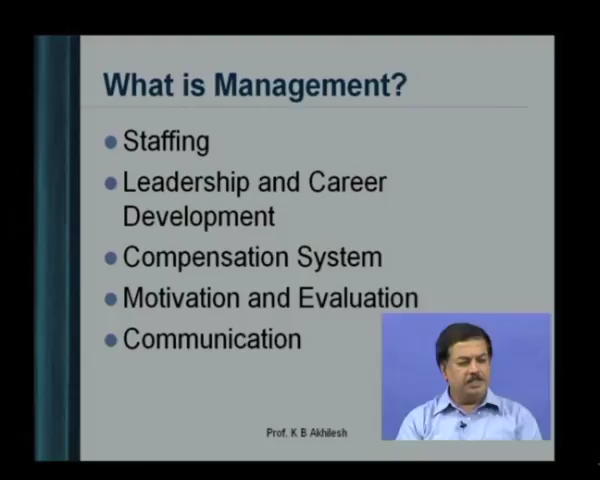 What is Management?
Staffing
Leadership and Career
Development
Compensation System
Motivation and Evaluation
Communication
Prof. K B Akhilesh